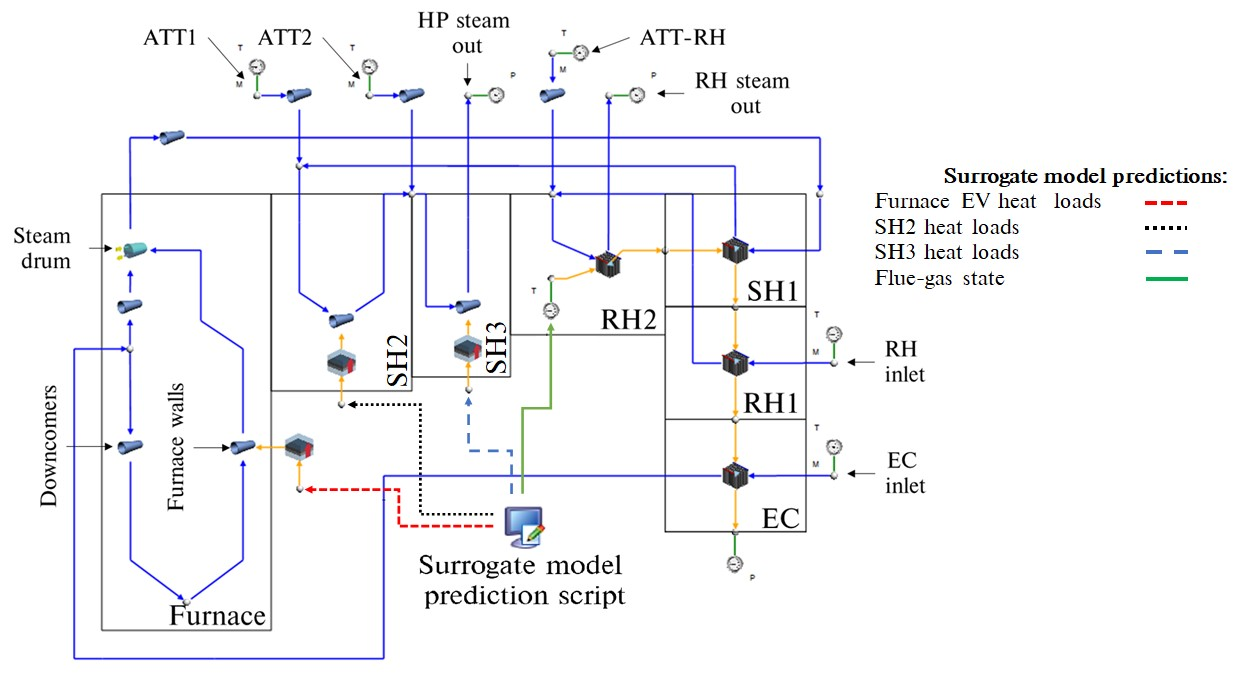 HP steam
out
ATT1
ATT2
ATT-RH
RH steam
out
T
M
T
M
P
T
M
P
Surrogate model predictions:
Furnace EV heat loads
SH2 heat loads
SH3 heat loads
Flue-gas state
Steam
drum
SH1
T
RH2
SH2
SH3
T
M
RH
inlet
RH1
Downcomers
Furnace walls
T
M
EC
inlet
EC
P
Surrogate model
prediction script
Furnace